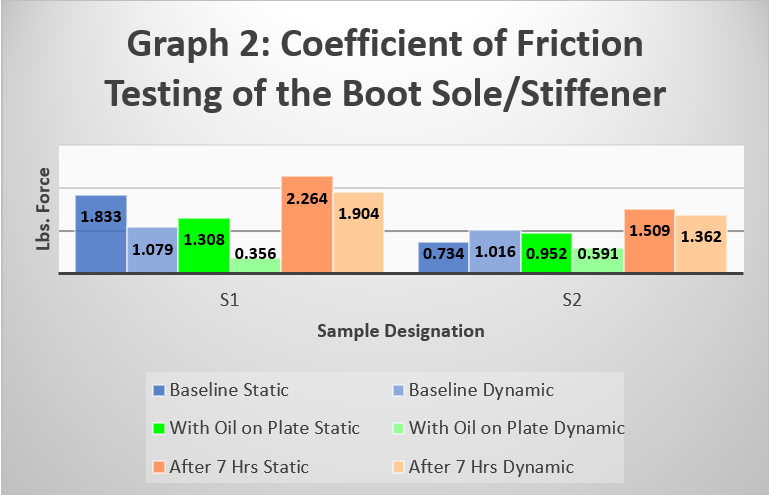 Graph 2: Coefficient of Friction
Testing of the Boot Sole/Stiffener
Lbs. Force
1.833
1.079
1.308
0.356
2.264
1.904
0.734
1.016
0.952
0.591
1.509
1.362
S1
S2
Sample Designation
Baseline Static
Baseline Dynamic
With Oil on Plate Static
With Oil on Plate Dynamic
After 7 Hrs Static
After 7 Hrs Dynamic